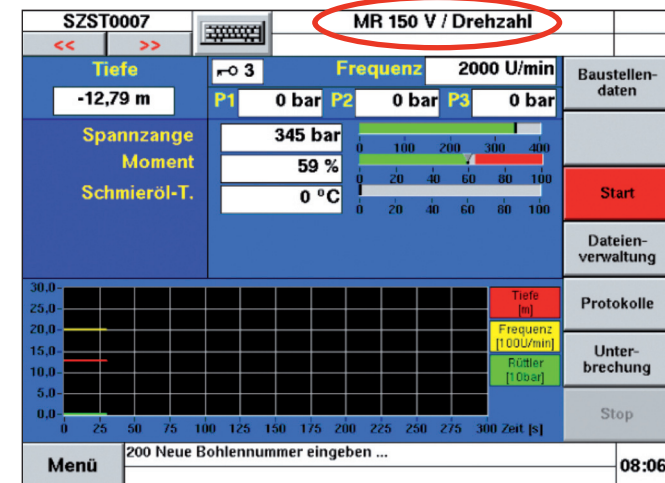 SZST0007
MR 150 V / Drehzahl
<< >>
Tiefe
-12,79 m
3
Frequenz
2000 U/min
P1 0 bar P2 0 bar P3 0 bar
Spannzange 345 bar
0 100 200 300 400
Moment 59 %
0 20 40 60 80 100
Schmieröl-T. 0 °C
0 20 40 60 80 100
Baustellen-
daten
Start
Dateien-
verwaltung
Protokolle
Unter-
brechung
Stop
30,0
25,0
20,0
15,0
10,0
5,0
0,0
0 25 50 75 100 125 150 175 200 225 250 275 300 Zeit [s]
Tiefe
[m]
Frequenz
[100U/min]
Rüttler
[10bar]
Menü
200 Neue Bohlennummer eingeben ...
08:06